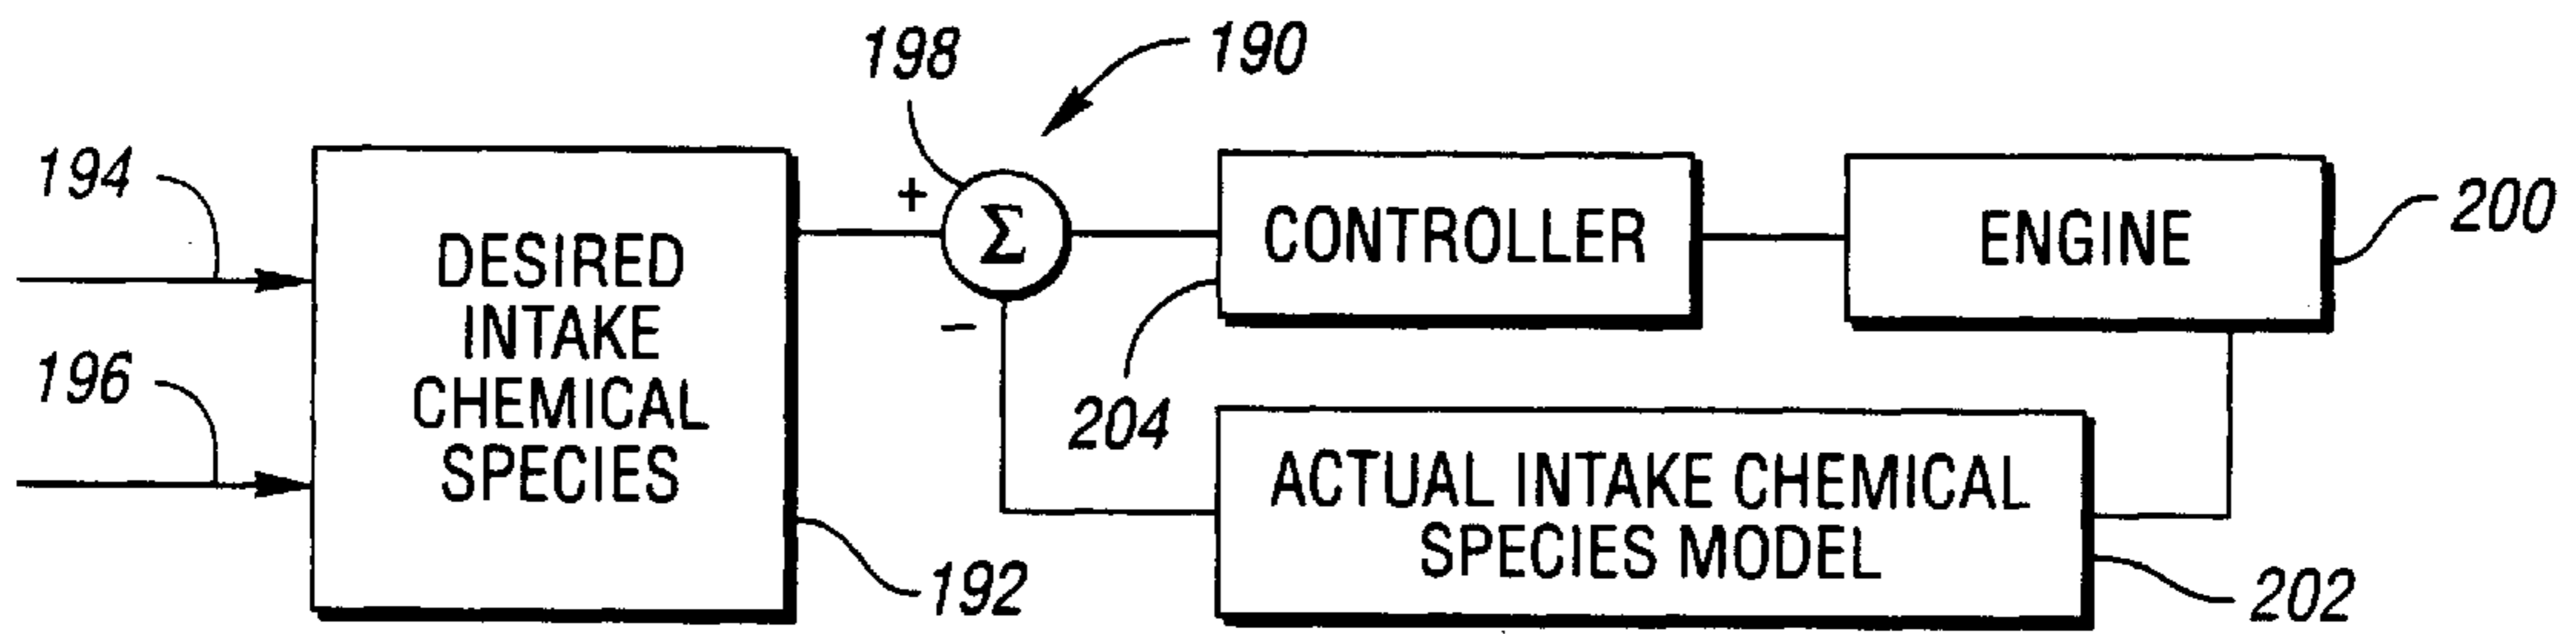 198
190
194
+
Σ
CONTROLLER
ENGINE
200
DESIRED
INTAKE
CHEMICAL
SPECIES
−
196
204
ACTUAL INTAKE CHEMICAL
SPECIES MODEL
192
202